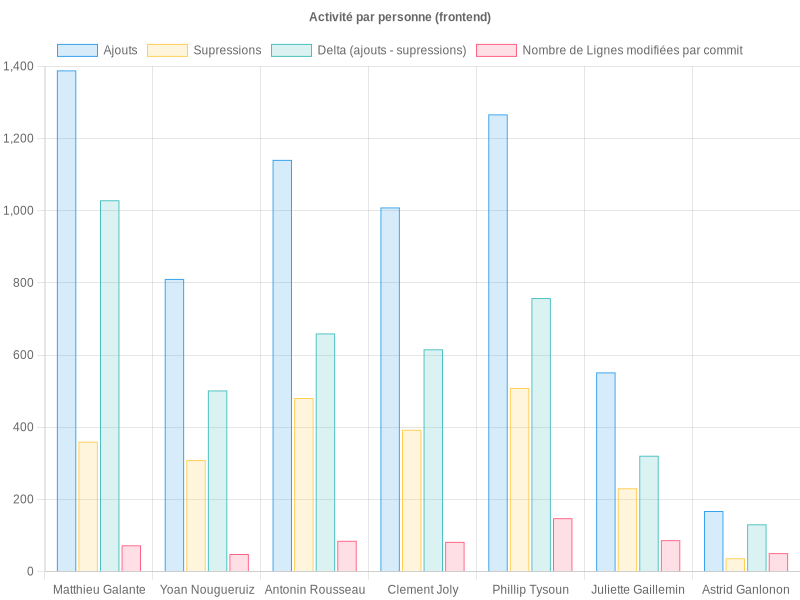 Activité par personne (frontend)
Ajouts Supressions Delta (ajouts - supressions) Nombre de Lignes modifiées par commit
1,400
1,200
1,000
800
600
400
200
0
Matthieu Galante Yoan Nougueruiz Antonin Rousseau Clement Joly Phillip Tysoun Juliette Gaillemin Astrid Ganlonon